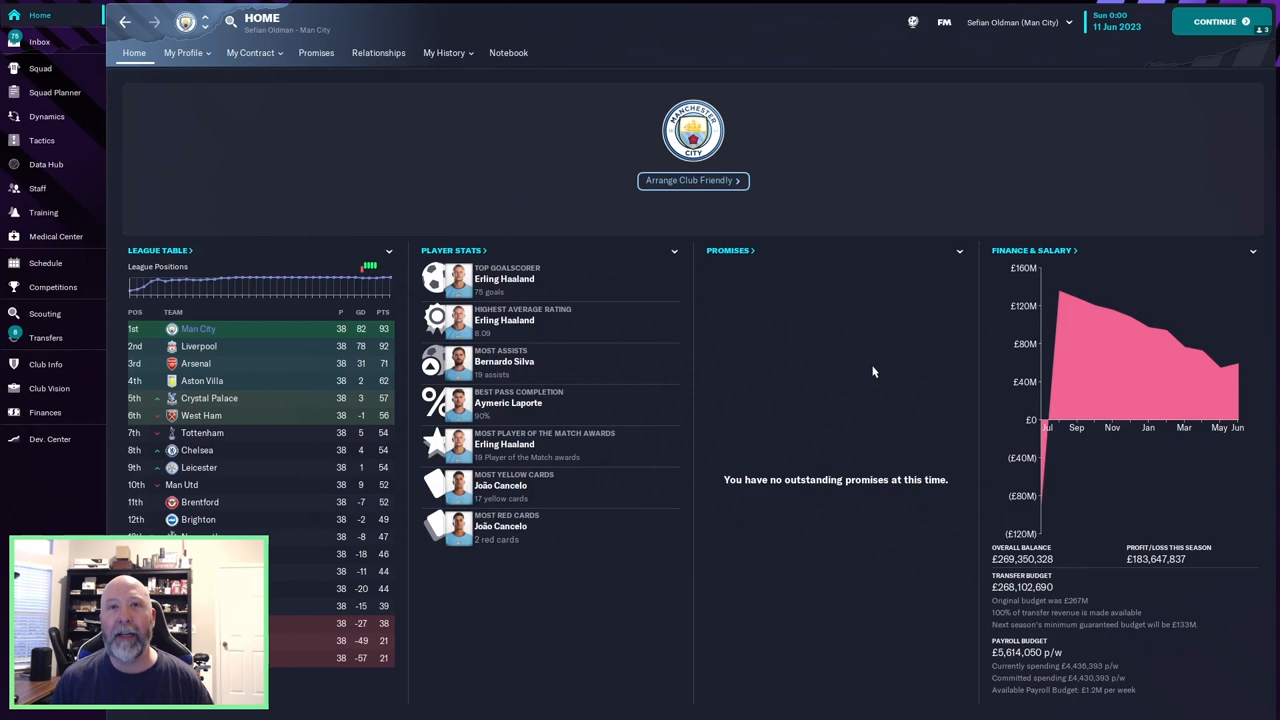 Home
75
Inbox
Squad
Squad Planner
Dynamics
Tactics
Data Hub
Staff
Training
Medical Center
Schedule
Competitions
Scouting
8
Transfers
Club Info
Club Vision
Finances
Dev. Center
HOME
Sefian Oldman - Man City
FM
Sefian Oldman (Man City)
Sun 0:00
11 Jun 2023
CONTINUE
3
Home My Profile My Contract Promises Relationships My History Notebook
MANCHESTER
CITY
Arrange Club Friendly >
LEAGUE TABLE >
League Positions
POS TEAM P GD PTS
1st Man City 38 82 93
2nd Liverpool 38 78 92
3rd Arsenal 38 31 71
4th Aston Villa 38 2 62
5th Crystal Palace 38 3 57
6th West Ham 38 -1 56
7th Tottenham 38 5 54
8th Chelsea 38 4 54
9th Leicester 38 1 54
10th Man Utd 38 9 52
11th Brentford 38 -7 52
12th Brighton 38 -2 49
38 -8 47
38 -18 46
38 -11 44
38 -20 44
38 -15 39
38 -27 38
38 -49 21
38 -57 21
PLAYER STATS >
TOP GOALSCORER
Erling Haaland
75 goals
HIGHEST AVERAGE RATING
Erling Haaland
8.09
MOST ASSISTS
Bernardo Silva
19 assists
BEST PASS COMPLETION
Aymeric Laporte
90%
MOST PLAYER OF THE MATCH AWARDS
Erling Haaland
19 Player of the Match awards
MOST YELLOW CARDS
João Cancelo
17 yellow cards
MOST RED CARDS
João Cancelo
2 red cards
PROMISES >
You have no outstanding promises at this time.
FINANCE & SALARY >
£160M
£120M
£80M
£40M
£0
(£40M)
(£80M)
(£120M)
Jul Sep Nov Jan Mar May Jun
OVERALL BALANCE
£269,350,328
PROFIT/LOSS THIS SEASON
£183,647,837
TRANSFER BUDGET
£268,102,690
Original budget was £267M
100% of transfer revenue is made available
Next season's minimum guaranteed budget will be £133M.
PAYROLL BUDGET
£5,614,050 p/w
Currently spending £4,436,393 p/w
Committed spending £4,430,393 p/w
Available Payroll Budget: £1.2M per week